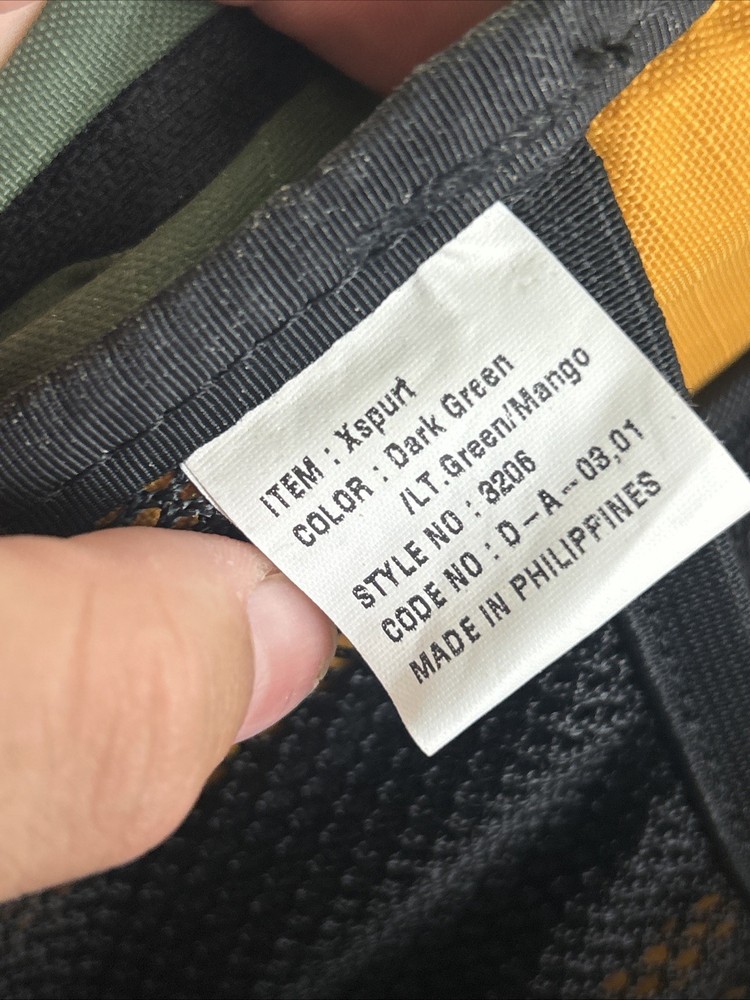 ITEM : Xspurt
COLOR : Dark Green
/LT.Green/Mango
STYLE NO : 3206
CODE NO : D-A-03,01
MADE IN PHILIPPINES